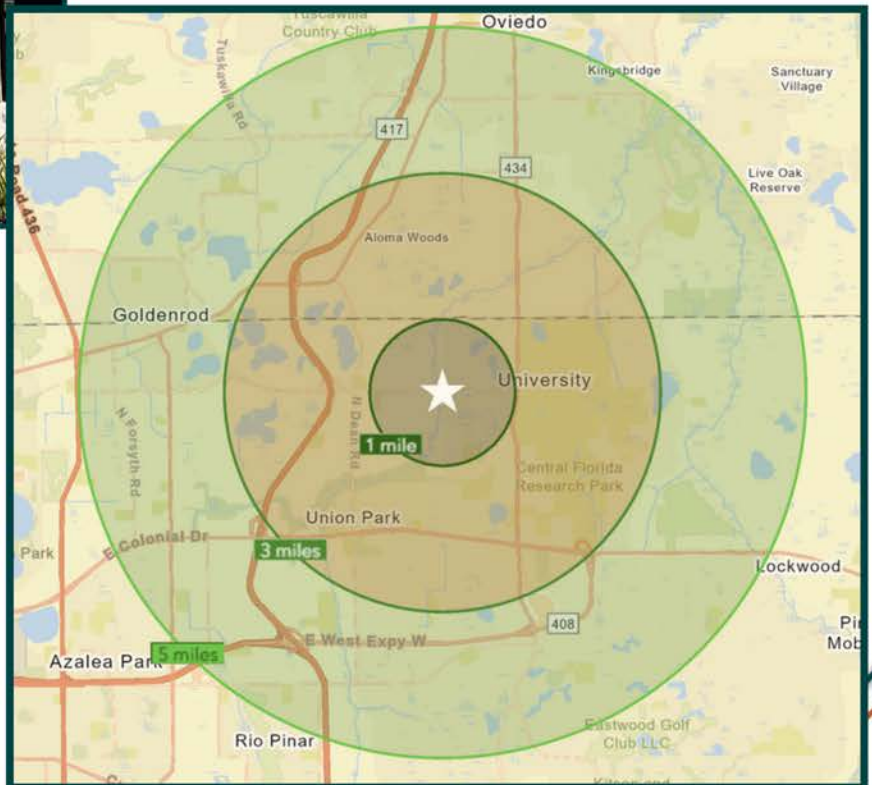 Tuscawilla
Country Club
Oviedo
Kingsbridge
Sanctuary
Village
Tuskawilla Rd
417
434
Live Oak
Reserve
Road 436
Aloma Woods
Goldenrod
University
N Dean Rd
N Forsyth Rd
1 mile
Central Florida
Research Park
Union Park
E Colonial Dr
3 miles
Park
Lockwood
408
E West Expy W
5 miles
Azalea Park
Rio Pinar
Eastwood Golf
Club LLC